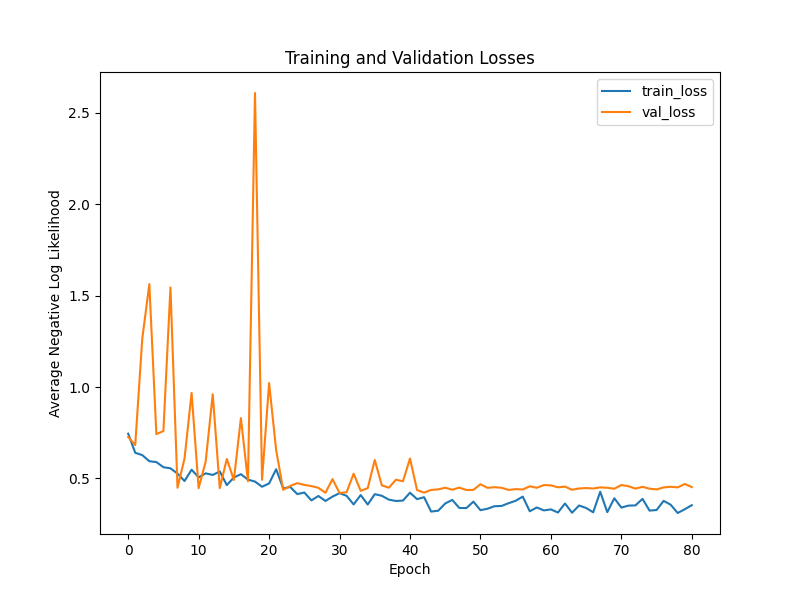 Training and Validation Losses
train_loss
val_loss
2.5
2.0
1.5
1.0
0.5
Average Negative Log Likelihood
0 10 20 30 40 50 60 70 80
Epoch